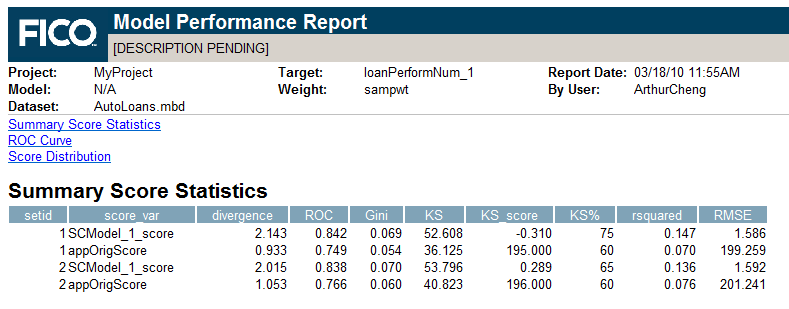 FICO Model Performance Report
[DESCRIPTION PENDING]
Project: MyProject Target: loanPerformNum_1 Report Date: 03/18/10 11:55AM
Model: N/A Weight: sampwt By User: ArthurCheng
Dataset: AutoLoans.mbd
Summary Score Statistics
ROC Curve
Score Distribution
Summary Score Statistics
setid score_var divergence ROC Gini KS KS_score KS% rsquared RMSE
1 SCModel_1_score 2.143 0.842 0.069 52.608 -0.310 75 0.147 1.586
1 appOrigScore 0.933 0.749 0.054 36.125 195.000 60 0.070 199.259
2 SCModel_1_score 2.015 0.838 0.070 53.796 0.289 65 0.136 1.592
2 appOrigScore 1.053 0.766 0.060 40.823 196.000 60 0.076 201.241